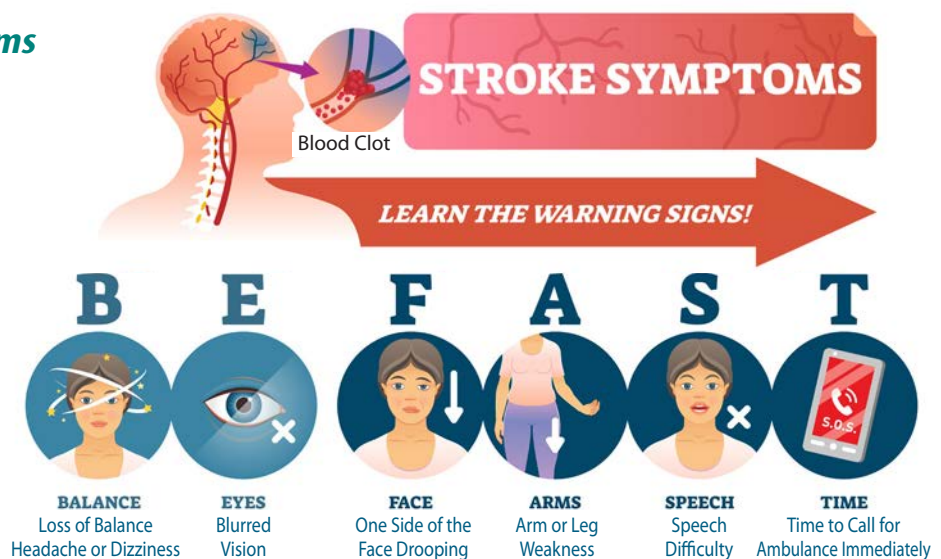 ms
STROKE SYMPTOMS
Blood Clot
LEARN THE WARNING SIGNS!
B E F A S T
S.O.S.
BALANCE
Loss of Balance
Headache or Dizziness
EYES
Blurred
Vision
FACE
One Side of the
Face Drooping
ARMS
Arm or Leg
Weakness
SPEECH
Speech
Difficulty
TIME
Time to Call for
Ambulance Immediately